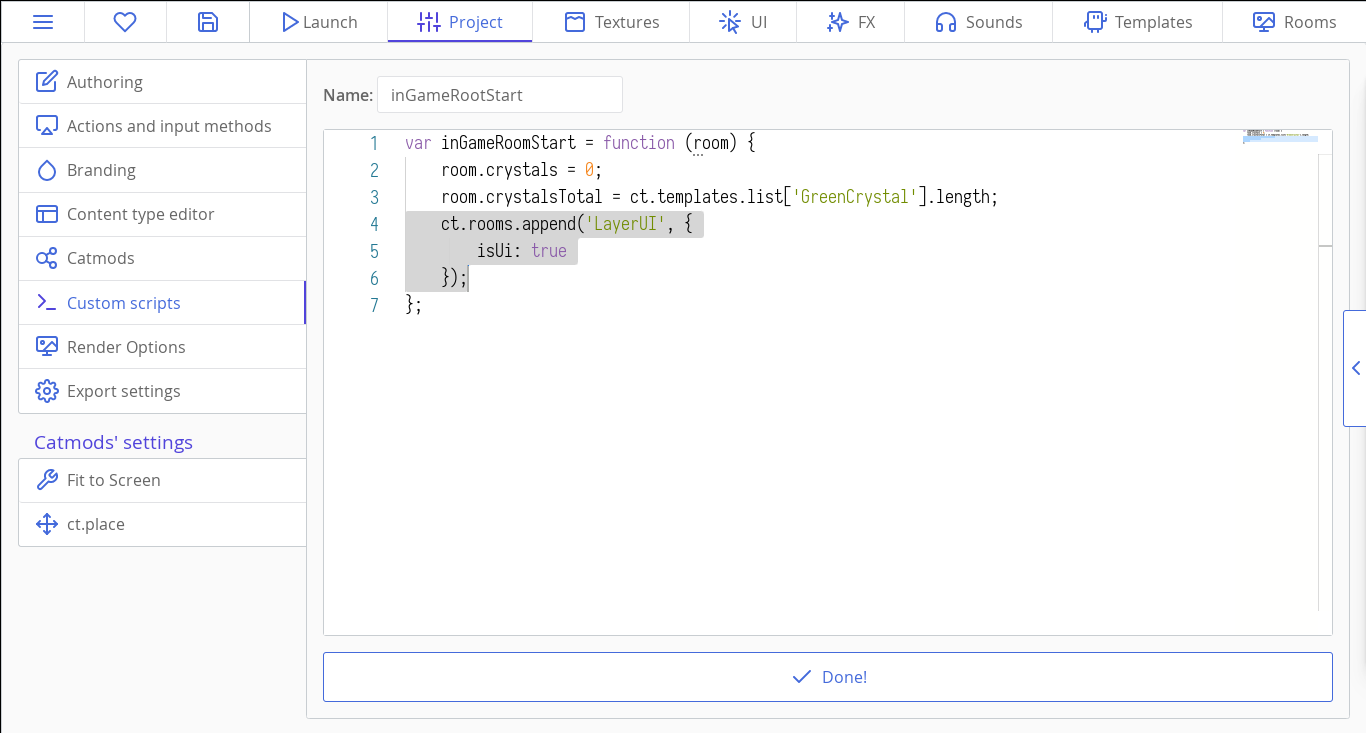 Launch Project Textures UI FX Sounds Templates Rooms
Authoring
Actions and input methods
Branding
Content type editor
Catmods
Custom scripts
Render Options
Export settings
Catmods' settings
Fit to Screen
ct.place
Name: inGameRootStart
1 var inGameRoomStart = function (room) {
2 room.crystals = 0;
3 room.crystalsTotal = ct.templates.list['GreenCrystal'].length;
4 ct.rooms.append('LayerUI', {
5 isUi: true
6 });
7 };
Done!